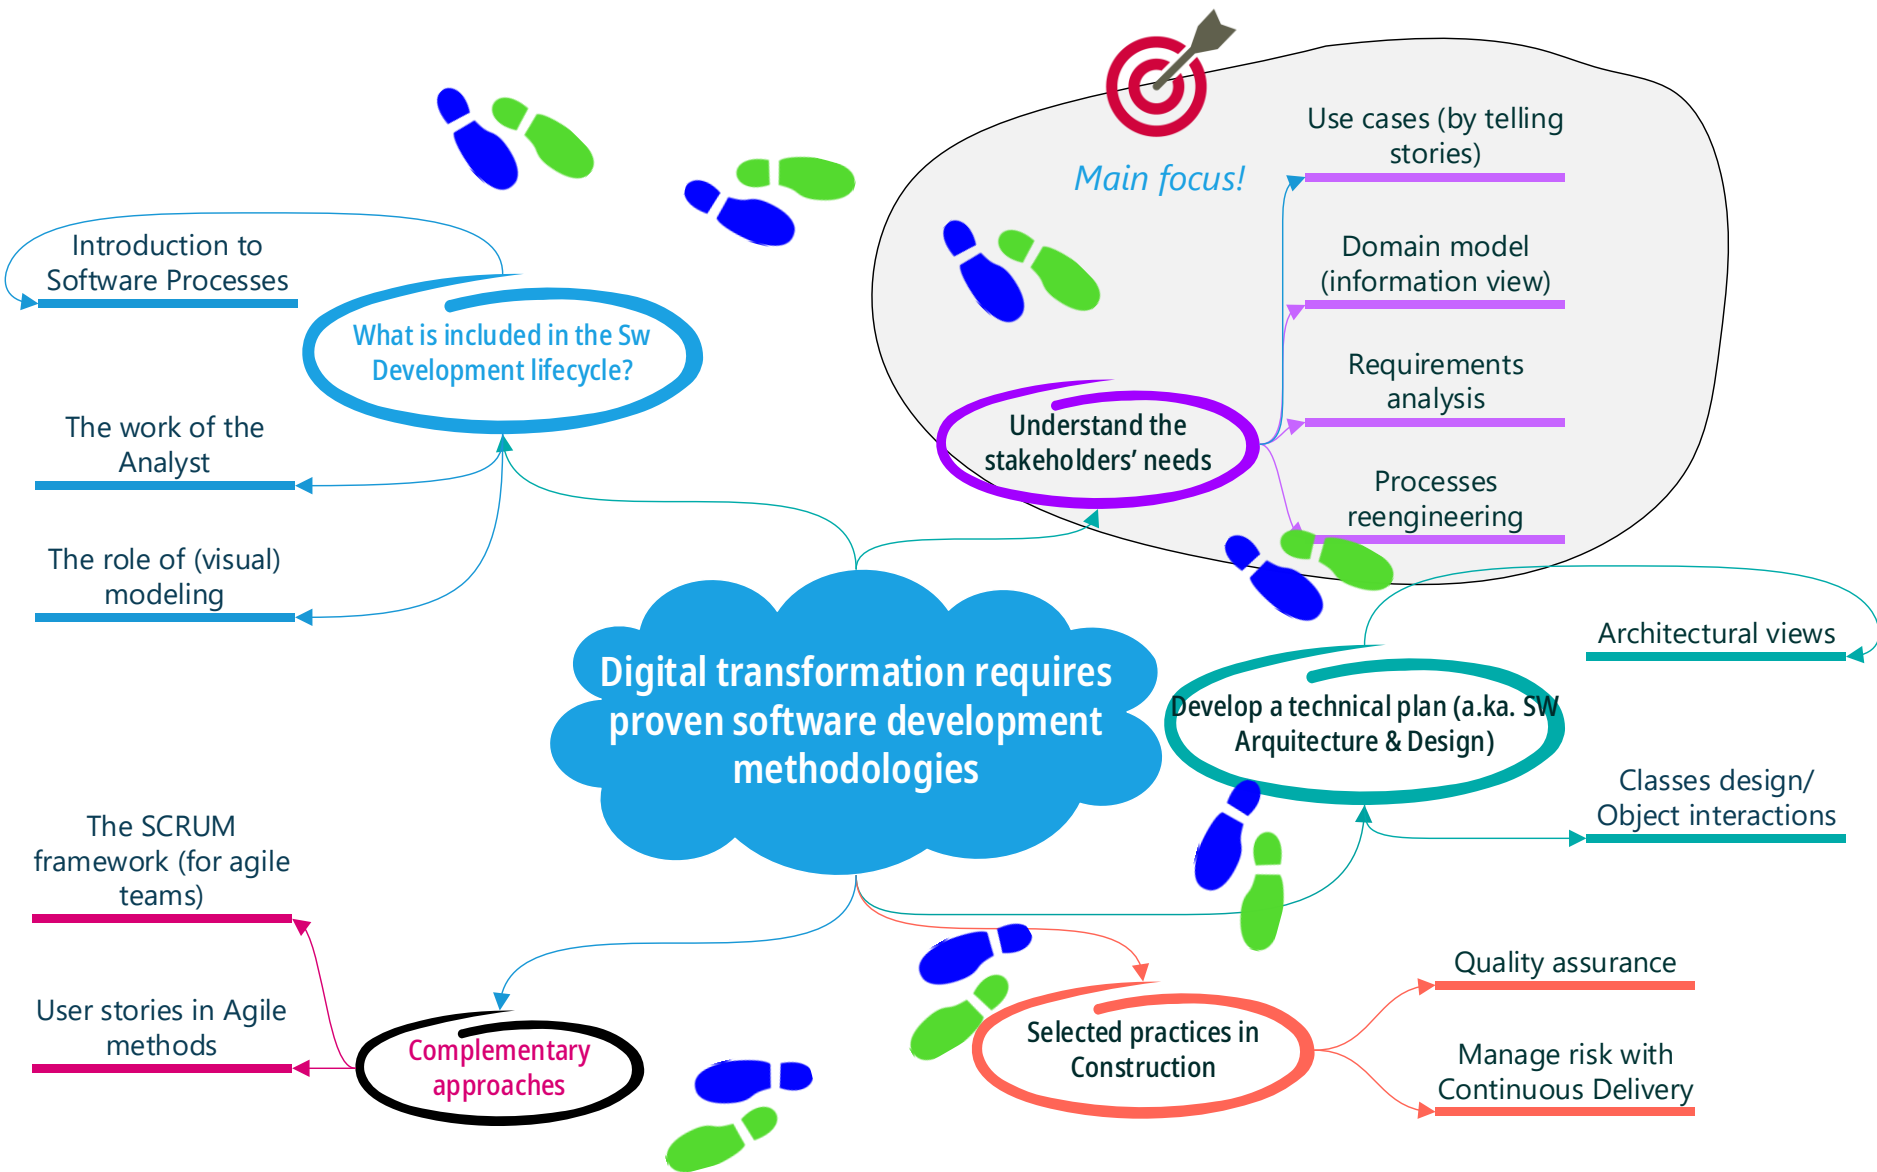 Main focus!
Use cases (by telling
stories)
Domain model
(information view)
Requirements
analysis
Processes
reengineering
Understand the
stakeholders’ needs
Introduction to
Software Processes
What is included in the Sw
Development lifecycle?
The work of the
Analyst
The role of (visual)
modeling
Digital transformation requires
proven software development
methodologies
Architectural views
Develop a technical plan (a.ka. SW
Arquitecture & Design)
Classes design/
Object interactions
The SCRUM
framework (for agile
teams)
User stories in Agile
methods
Complementary
approaches
Selected practices in
Construction
Quality assurance
Manage risk with
Continuous Delivery